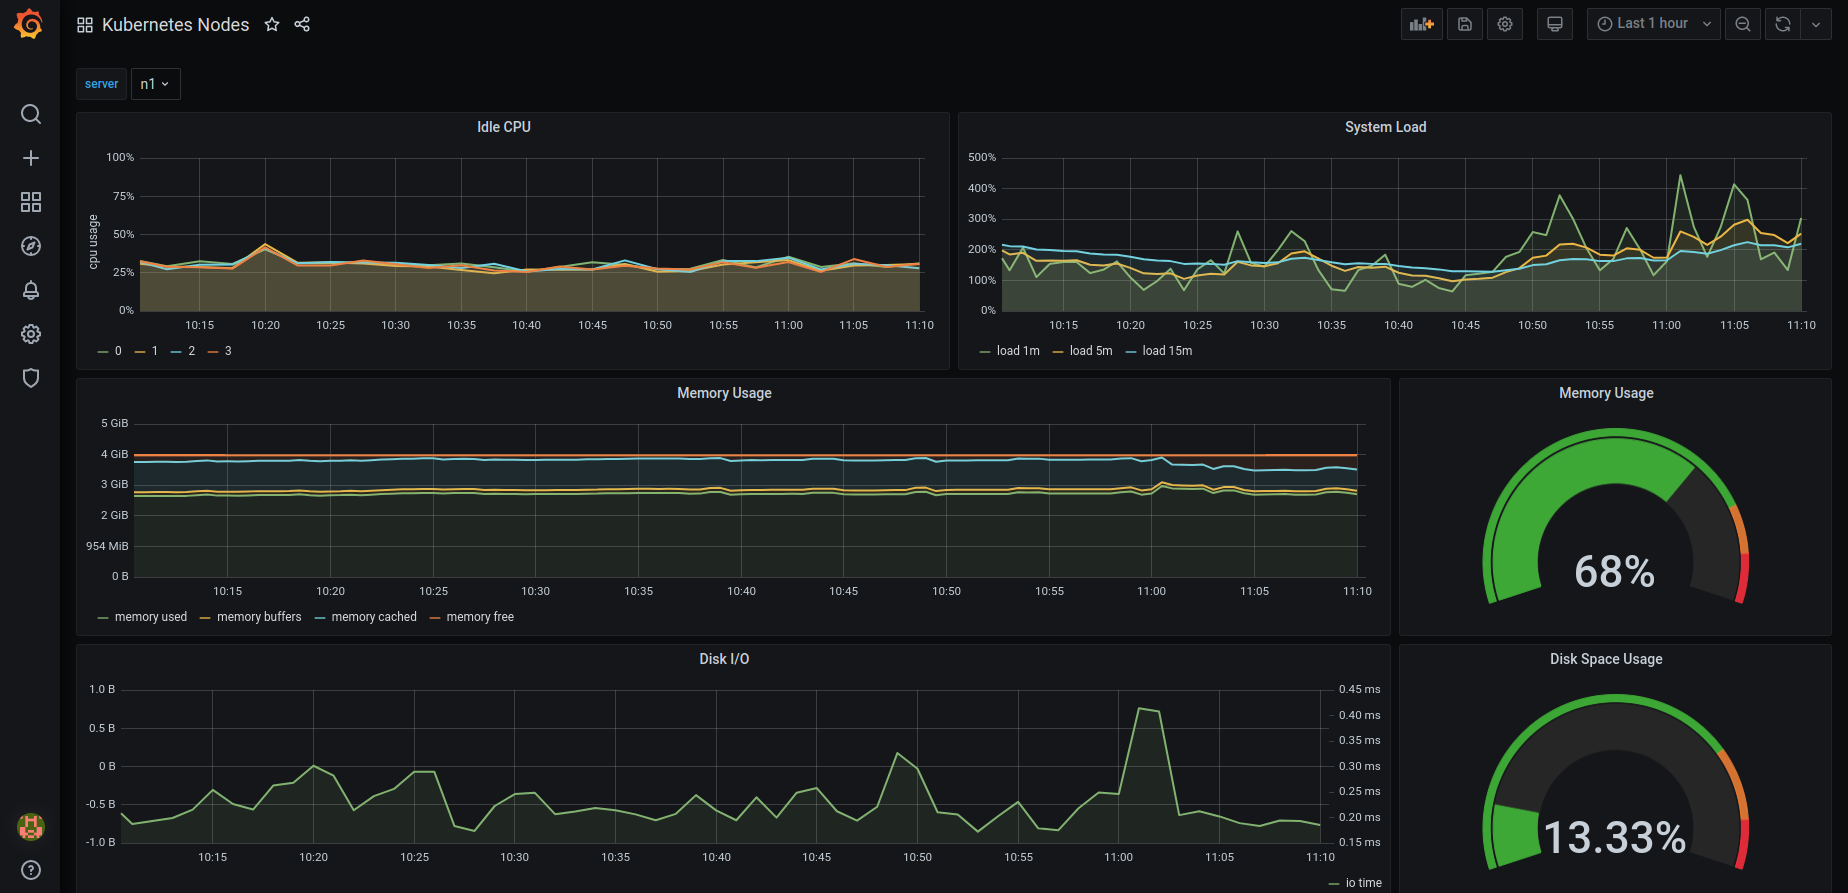 Kubernetes Nodes
Last 1 hour
server n1
Idle CPU
cpu usage
100%
75%
50%
25%
0%
10:15 10:20 10:25 10:30 10:35 10:40 10:45 10:50 10:55 11:00 11:05 11:10
0 1 2 3
System Load
500%
400%
300%
200%
100%
0%
10:15 10:20 10:25 10:30 10:35 10:40 10:45 10:50 10:55 11:00 11:05 11:10
load 1m load 5m load 15m
Memory Usage
5 GiB
4 GiB
3 GiB
2 GiB
954 MiB
0 B
10:15 10:20 10:25 10:30 10:35 10:40 10:45 10:50 10:55 11:00 11:05 11:10
memory used memory buffers memory cached memory free
Memory Usage
68%
Disk I/O
1.0 B
0.5 B
0 B
-0.5 B
-1.0 B
0.45 ms
0.40 ms
0.35 ms
0.30 ms
0.25 ms
0.20 ms
0.15 ms
10:15 10:20 10:25 10:30 10:35 10:40 10:45 10:50 10:55 11:00 11:05 11:10
io time
Disk Space Usage
13.33%